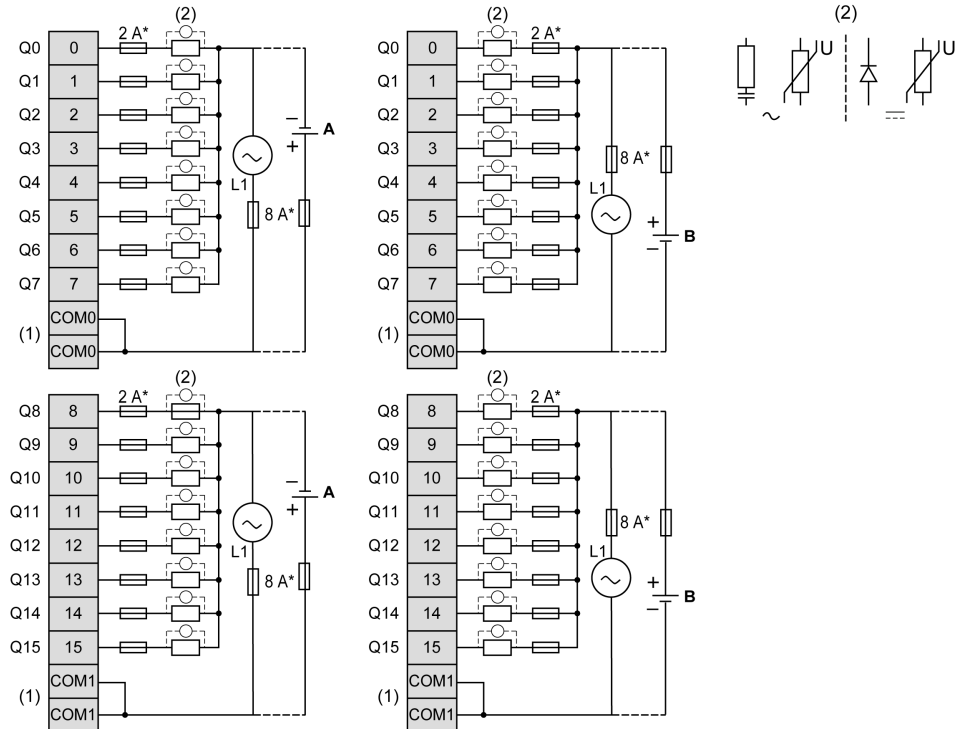 (2) (2) (2)
Q0 0 2 A* Q0 0 2 A* U U
Q1 1 Q1 1
Q2 2 Q2 2
− A −
Q3 3 + Q3 3 8 A*
Q4 4 L1 Q4 4 L1
Q5 5 8 A* Q5 5
Q6 6 Q6 6 + B
−
Q7 7 Q7 7
COM0 COM0
(1) (1)
COM0 COM0
(2) (2)
Q8 8 2 A* Q8 8 2 A*
Q9 9 Q9 9
Q10 10 − A Q10 10
Q11 11 + Q11 11 8 A*
Q12 12 L1 Q12 12 L1
Q13 13 8 A* Q13 13 +
Q14 14 Q14 14 − B
Q15 15 Q15 15
COM1 COM1
(1) (1)
COM1 COM1